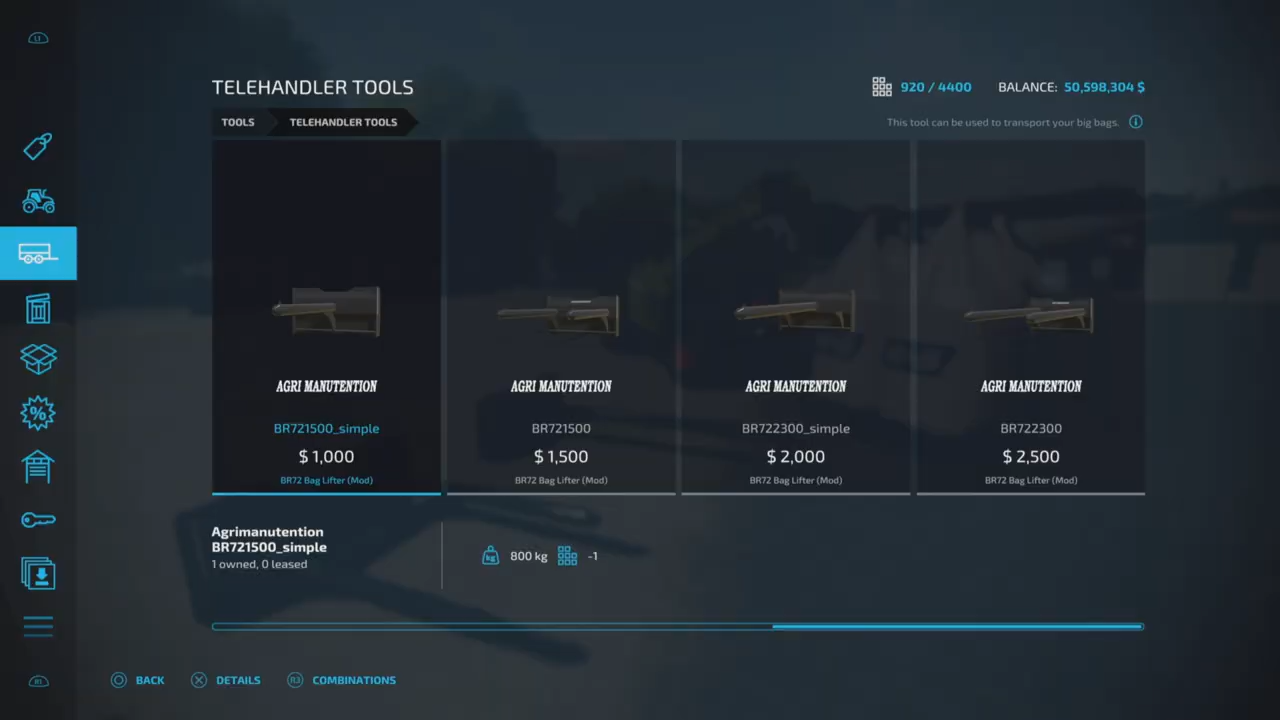 L1
TELEHANDLER TOOLS
920 / 4400 BALANCE: 50,598,304 $
TOOLS TELEHANDLER TOOLS
This tool can be used to transport your big bags.
AGRI MANUTENTION
BR721500_simple
$ 1,000
BR72 Bag Lifter (Mod)
AGRI MANUTENTION
BR721500
$ 1,500
BR72 Bag Lifter (Mod)
AGRI MANUTENTION
BR722300_simple
$ 2,000
BR72 Bag Lifter (Mod)
AGRI MANUTENTION
BR722300
$ 2,500
BR72 Bag Lifter (Mod)
Agrimanutention
BR721500_simple
1 owned, 0 leased
kg 800 kg -1
R1
BACK DETAILS R3 COMBINATIONS